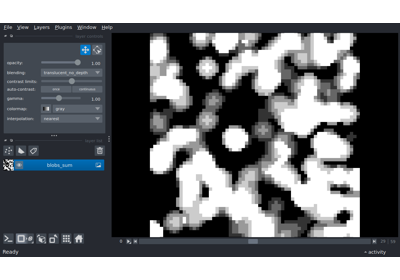 File View Layers Plugins Window Help
opacity: 1.00
blending: translucent_no_depth
contrast limits:
auto-contrast: once continuous
gamma: 1.00
colormap: gray
interpolation: nearest
blobs_sum
Ready activity